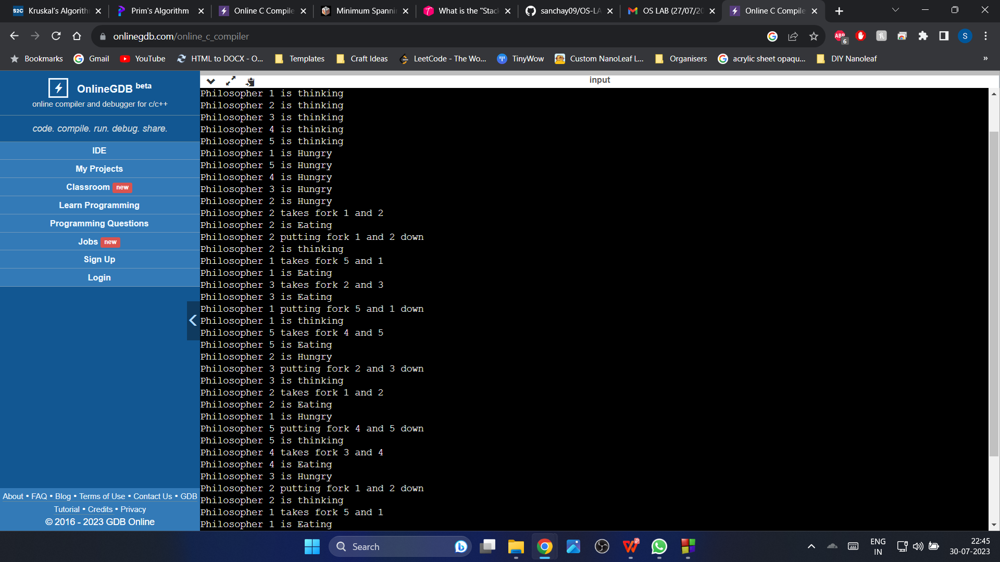 Kruskal's Algorith
Prim's Algorithm
Online C Compile
Minimum Spanni
What is the "Stack
sanchay09/OS-LA
OS LAB (27/07/20
Online C Compile
onlinegdb.com/online_c_compiler
ABP
6
S
Bookmarks
Gmail
YouTube
HTML to DOCX - O...
Templates
Craft Ideas
LeetCode - The Wo...
TinyWow
Custom NanoLeaf L...
Organisers
acrylic sheet opaqu...
DIY Nanoleaf
»
OnlineGDB beta
online compiler and debugger for c/c++
code. compile. run. debug. share.
IDE
My Projects
Classroom new
Learn Programming
Programming Questions
Jobs new
Sign Up
Login
About • FAQ • Blog • Terms of Use • Contact Us • GDB
Tutorial • Credits • Privacy
© 2016 - 2023 GDB Online
input
Philosopher 1 is thinking
Philosopher 2 is thinking
Philosopher 3 is thinking
Philosopher 4 is thinking
Philosopher 5 is thinking
Philosopher 1 is Hungry
Philosopher 5 is Hungry
Philosopher 4 is Hungry
Philosopher 3 is Hungry
Philosopher 2 is Hungry
Philosopher 2 takes fork 1 and 2
Philosopher 2 is Eating
Philosopher 2 putting fork 1 and 2 down
Philosopher 2 is thinking
Philosopher 1 takes fork 5 and 1
Philosopher 1 is Eating
Philosopher 3 takes fork 2 and 3
Philosopher 3 is Eating
Philosopher 1 putting fork 5 and 1 down
Philosopher 1 is thinking
Philosopher 5 takes fork 4 and 5
Philosopher 5 is Eating
Philosopher 2 is Hungry
Philosopher 3 putting fork 2 and 3 down
Philosopher 3 is thinking
Philosopher 2 takes fork 1 and 2
Philosopher 2 is Eating
Philosopher 1 is Hungry
Philosopher 5 putting fork 4 and 5 down
Philosopher 5 is thinking
Philosopher 4 takes fork 3 and 4
Philosopher 4 is Eating
Philosopher 3 is Hungry
Philosopher 2 putting fork 1 and 2 down
Philosopher 2 is thinking
Philosopher 1 takes fork 5 and 1
Philosopher 1 is Eating
Search
ENG
IN
22:45
30-07-2023